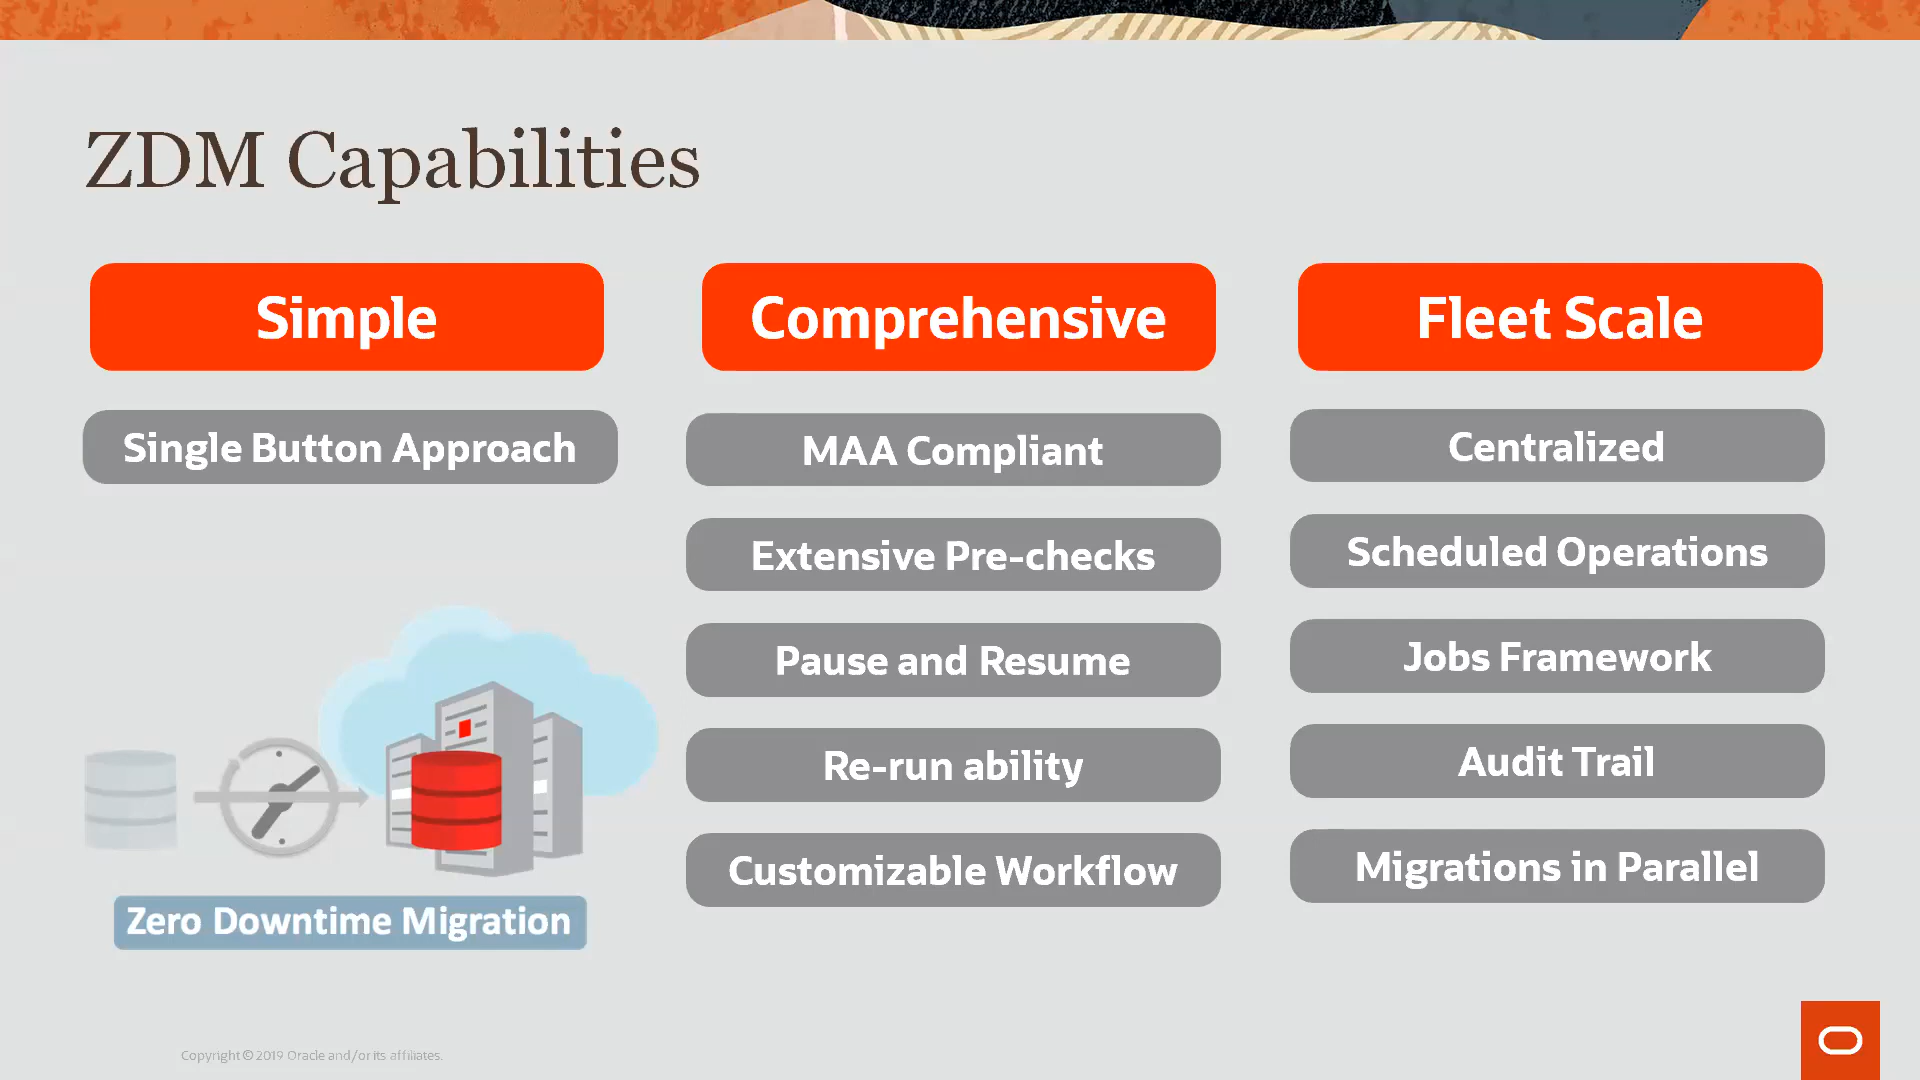 ZDM Capabilities
Simple
Single Button Approach
Zero Downtime Migration
Comprehensive
MAA Compliant
Extensive Pre-checks
Pause and Resume
Re-run ability
Customizable Workflow
Fleet Scale
Centralized
Scheduled Operations
Jobs Framework
Audit Trail
Migrations in Parallel
Copyright © 2019 Oracle and/or its affiliates.